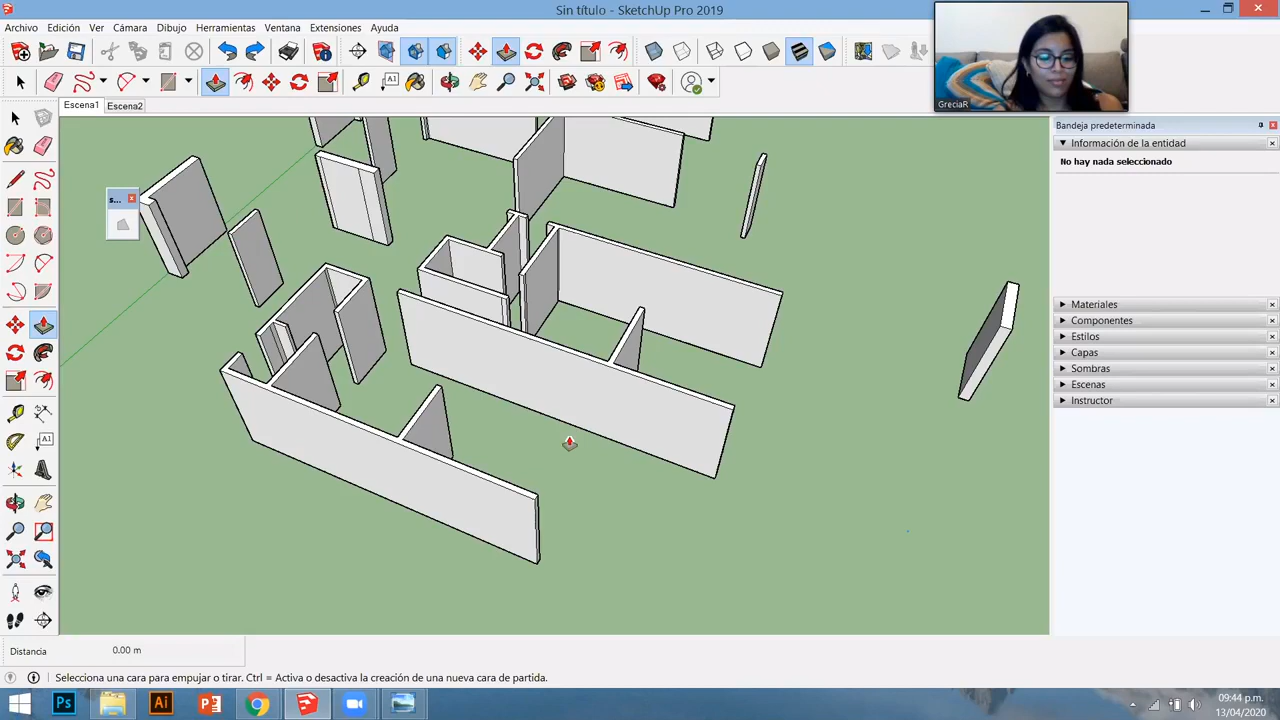 Sin título - SketchUp Pro 2019
Archivo Edición Ver Cámara Dibujo Herramientas Ventana Extensiones Ayuda
GreciaR
Escena1 Escena2
Bandeja predeterminada
Información de la entidad
No hay nada seleccionado
s...
Materiales
Componentes
Estilos
Capas
Sombras
Escenas
Instructor
Distancia 0.00 m
Selecciona una cara para empujar o tirar. Ctrl = Activa o desactiva la creación de una nueva cara de partida.
Ps Ai P
09:44 p.m.
13/04/2020